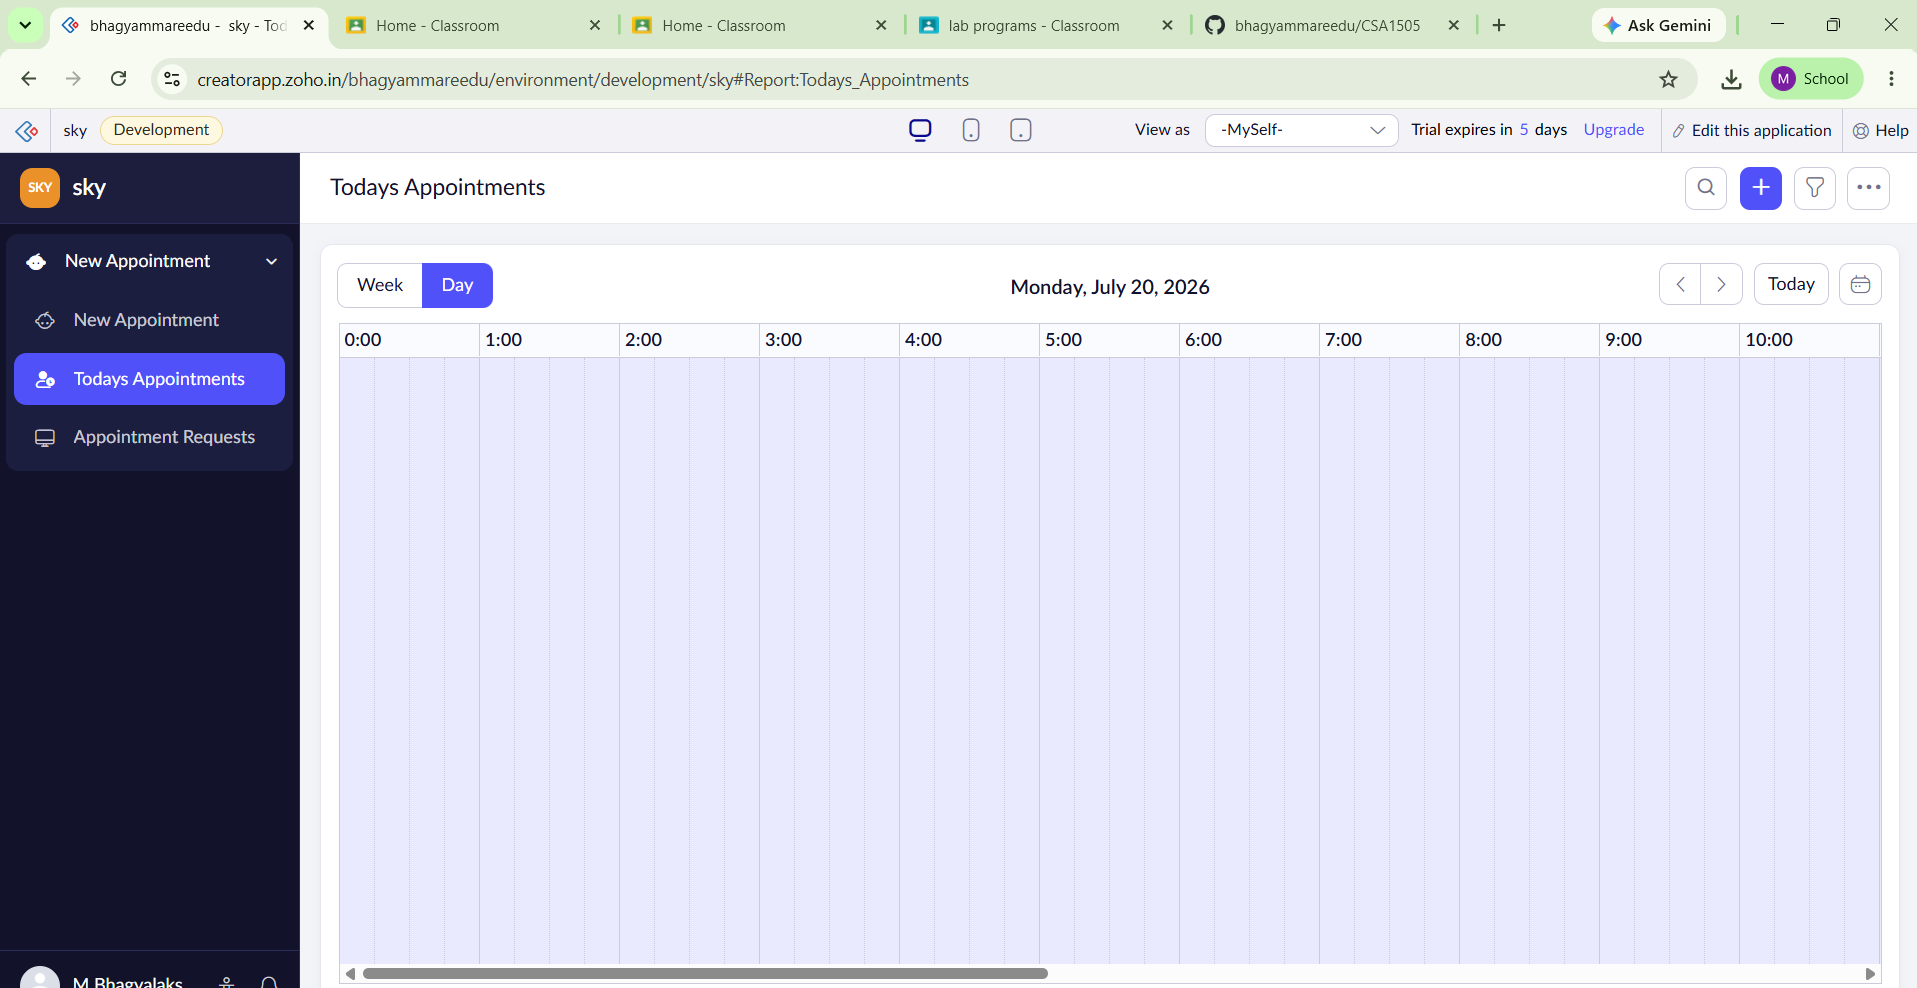 bhagyammareedu - sky - Tod
Home - Classroom
Home - Classroom
lab programs - Classroom
bhagyammareedu/CSA1505
Ask Gemini
creatorapp.zoho.in/bhagyammareedu/environment/development/sky#Report:Todays_Appointments
M School
sky Development
View as -MySelf- Trial expires in 5 days Upgrade Edit this application Help
SKY sky
Todays Appointments
New Appointment
New Appointment
Todays Appointments
Appointment Requests
Week Day
Monday, July 20, 2026
Today
0:00 1:00 2:00 3:00 4:00 5:00 6:00 7:00 8:00 9:00 10:00
M Bhagyalaks